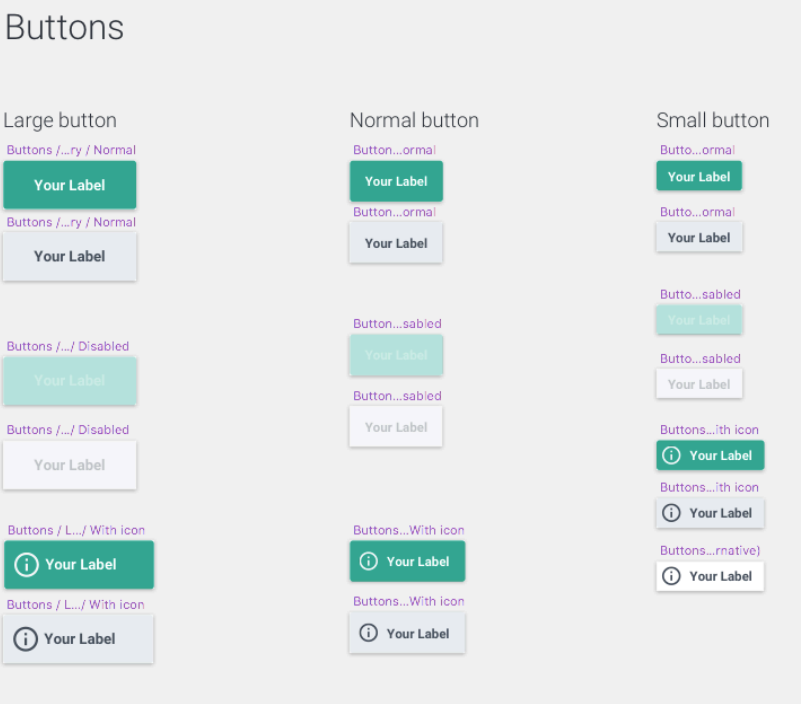 Buttons
Large button
Buttons /...ry / Normal
Your Label
Buttons /...ry / Normal
Your Label
Buttons /.../ Disabled
Your Label
Buttons /.../ Disabled
Your Label
Buttons / L.../ With icon
Your Label
Buttons / L.../ With icon
Your Label
Normal button
Button...ormal
Your Label
Button...ormal
Your Label
Button...sabled
Your Label
Button...sabled
Your Label
Buttons...With icon
Your Label
Buttons...With icon
Your Label
Small button
Butto...ormal
Your Label
Butto...ormal
Your Label
Butto...sabled
Your Label
Butto...sabled
Your Label
Buttons...ith icon
Your Label
Buttons...ith icon
Your Label
Buttons...rnative)
Your Label